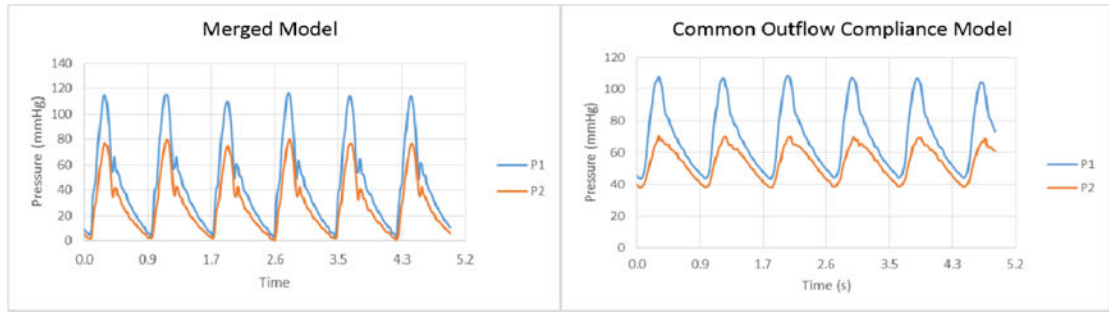 Merged Model
Pressure (mmHg)
140
120
100
80
60
40
20
0
0.0 0.9 1.7 2.6 3.5 4.3 5.2
Time
P1
P2
Common Outflow Compliance Model
Pressure (mmHg)
120
100
80
60
40
20
0
0.0 0.9 1.7 2.6 3.5 4.3 5.2
Time (s)
P1
P2